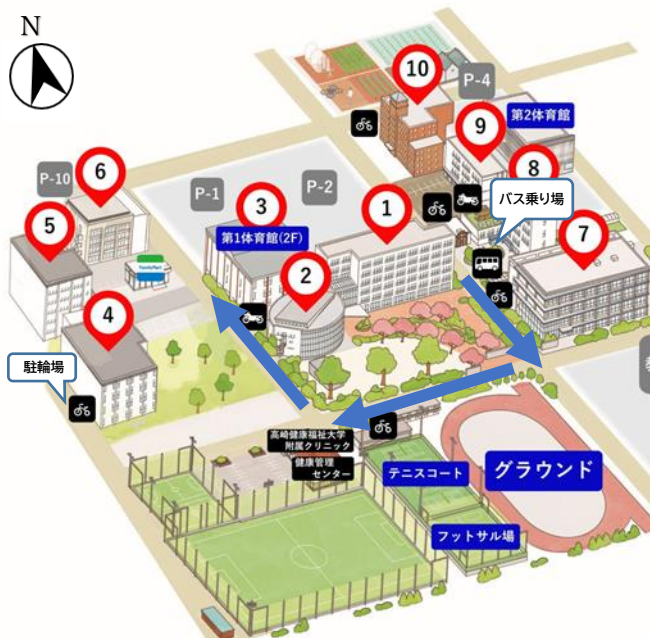 N
10
P-4
9
第2体育館
8
6
P-10
P-1
P-2
3
1
バス乗り場
5
第1体育館(2F)
7
2
FamilyMart
4
駐輪場
高崎健康福祉大学
附属クリニック
健康管理
センター
テニスコート
グラウンド
フットサル場